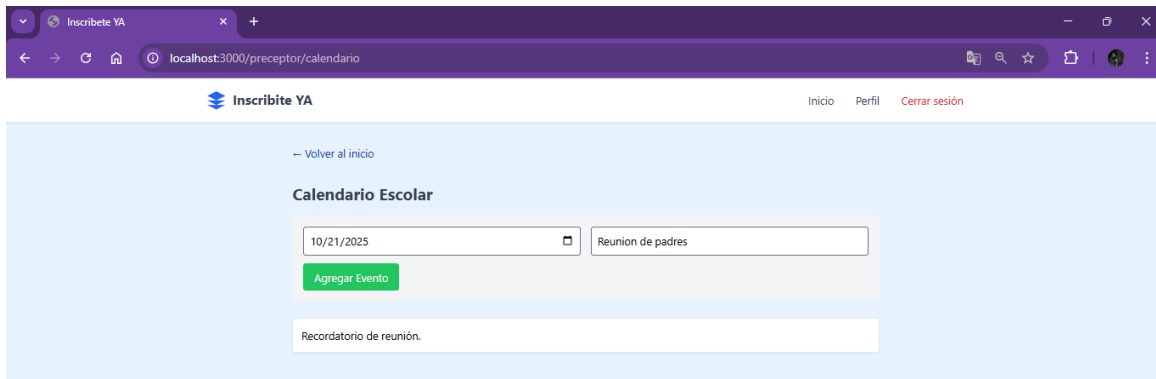 Inscribete YA
localhost:3000/preceptor/calendario
Inscribite YA
Inicio Perfil Cerrar sesión
← Volver al inicio
Calendario Escolar
10/21/2025 Reunion de padres
Agregar Evento
Recordatorio de reunión.